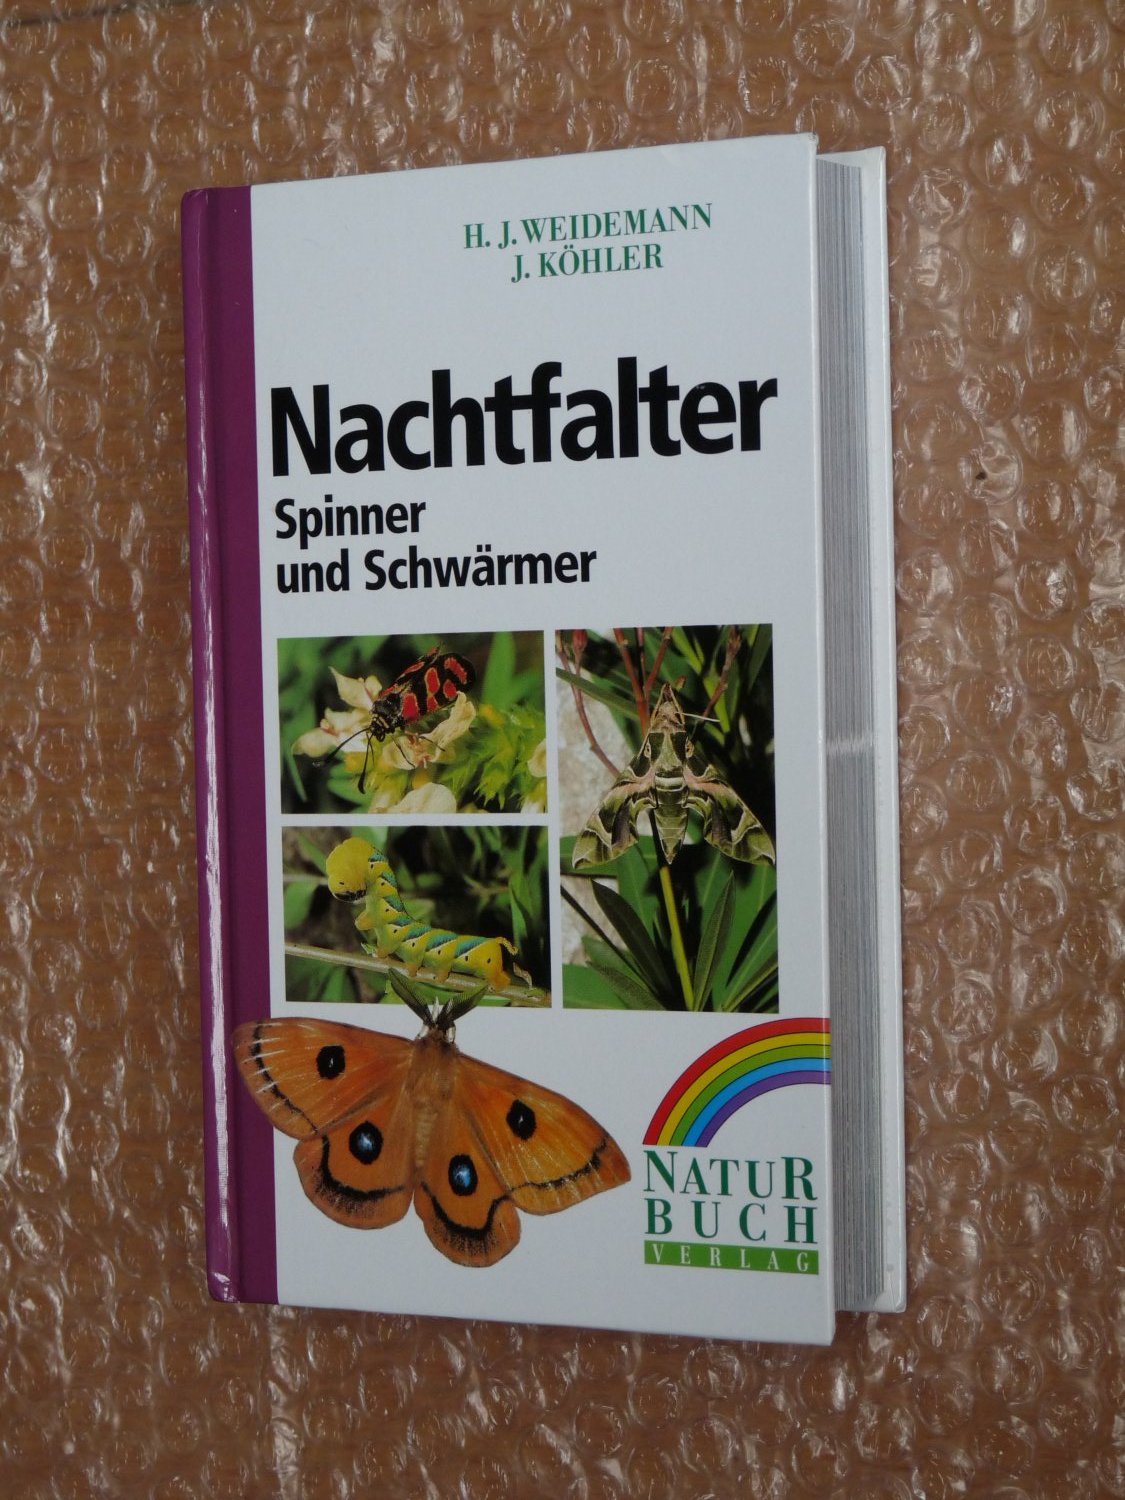 H. J. WEIDEMANN
J. KÖHLER
Nachtfalter
Spinner
und Schwärmer
NATUR
BUCH
VERLAG